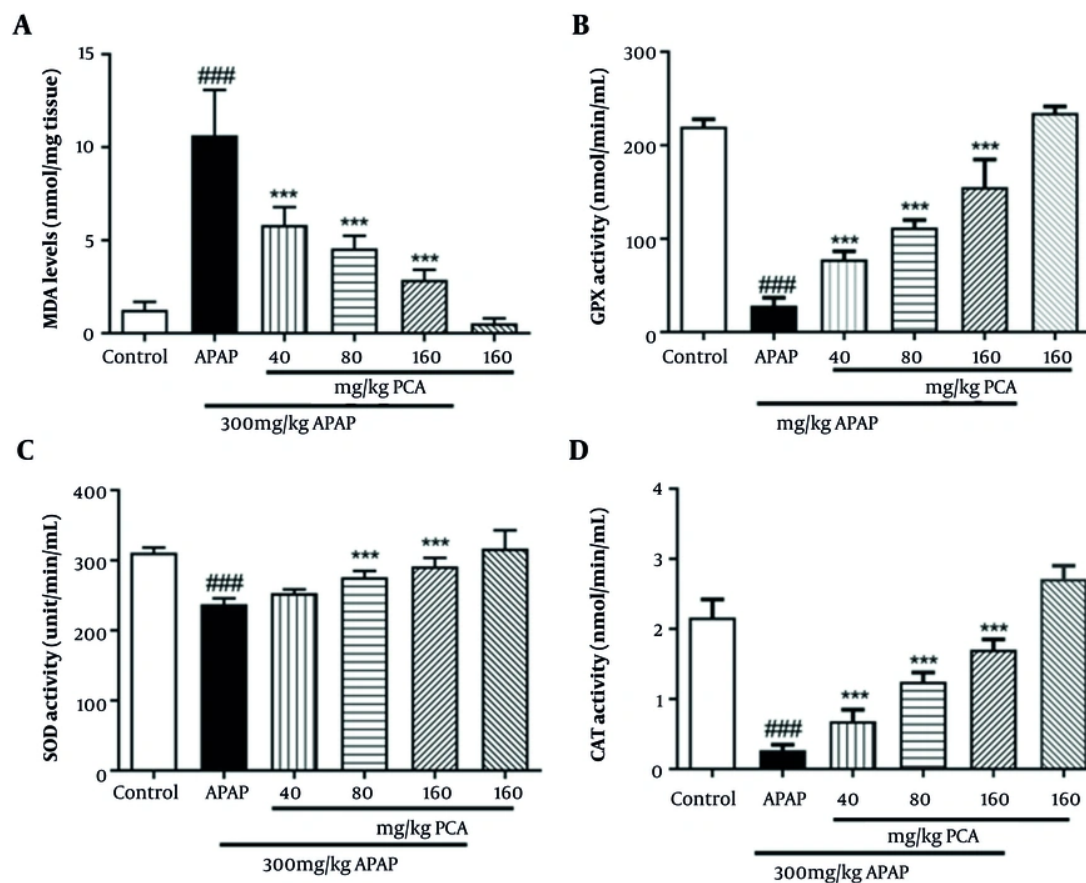 A
MDA levels (nmol/mg tissue)
15
10
5
0
###
***
***
***
Control APAP 40 80 160 160
mg/kg PCA
300mg/kg APAP
B
GPX activity (nmol/min/mL)
300
200
100
0
###
***
***
***
Control APAP 40 80 160 160
mg/kg PCA
mg/kg APAP
C
SOD activity (unit/min/mL)
400
300
200
100
0
###
***
***
Control APAP 40 80 160 160
mg/kg PCA
300mg/kg APAP
D
CAT activity (nmol/min/mL)
4
3
2
1
0
###
***
***
***
Control APAP 40 80 160 160
mg/kg PCA
300mg/kg APAP